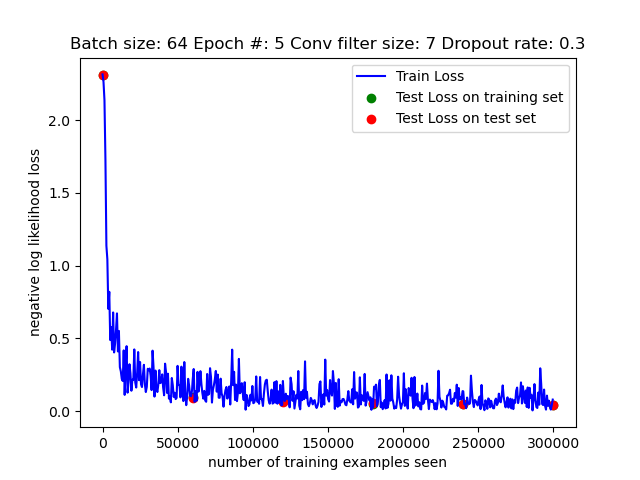 Batch size: 64 Epoch #: 5 Conv filter size: 7 Dropout rate: 0.3
Train Loss
Test Loss on training set
Test Loss on test set
negative log likelihood loss
2.0
1.5
1.0
0.5
0.0
0 50000 100000 150000 200000 250000 300000
number of training examples seen